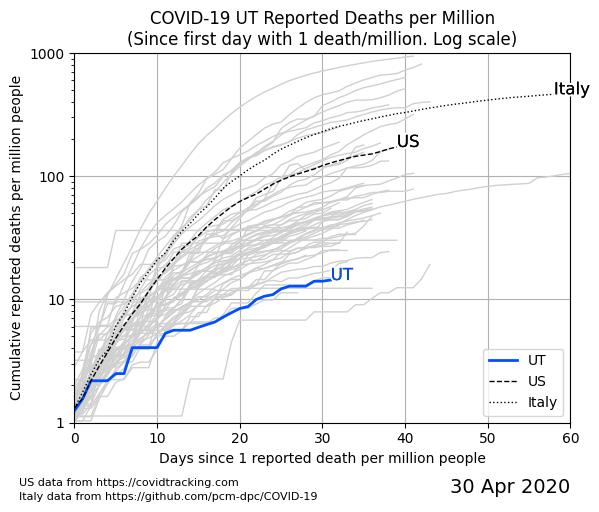 COVID-19 UT Reported Deaths per Million
(Since first day with 1 death/million. Log scale)
Cumulative reported deaths per million people
1000
100
10
1
Italy
US
UT
UT
US
Italy
0 10 20 30 40 50 60
Days since 1 reported death per million people
US data from https://covidtracking.com
Italy data from https://github.com/pcm-dpc/COVID-19
30 Apr 2020